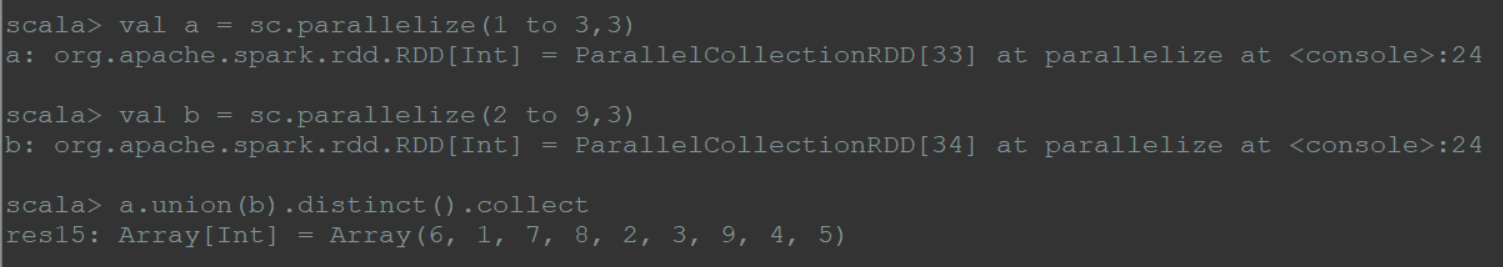 scala> val a = sc.parallelize(1 to 3,3)
a: org.apache.spark.rdd.RDD[Int] = ParallelCollectionRDD[33] at parallelize at <console>:24
scala> val b = sc.parallelize(2 to 9,3)
b: org.apache.spark.rdd.RDD[Int] = ParallelCollectionRDD[34] at parallelize at <console>:24
scala> a.union(b).distinct().collect
res15: Array[Int] = Array(6, 1, 7, 8, 2, 3, 9, 4, 5)